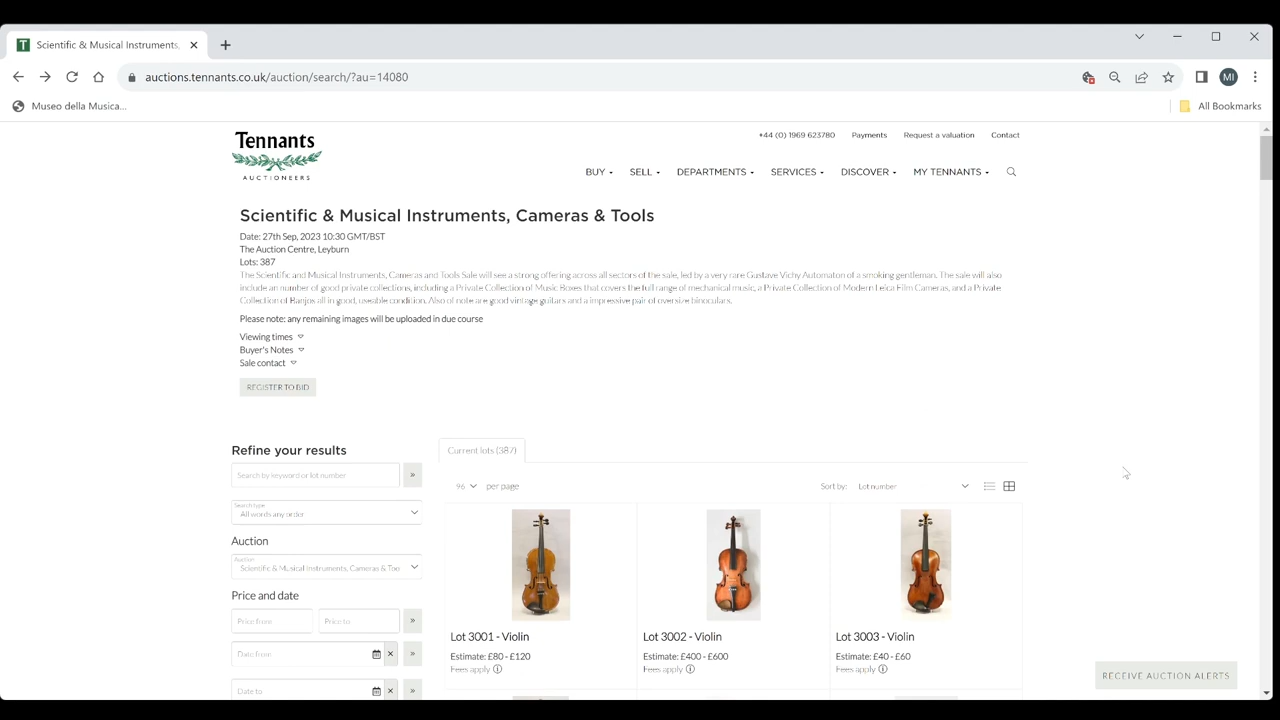 Scientific & Musical Instruments,
auctions.tennants.co.uk/auction/search/?au=14080
MI
Museo della Musica...
All Bookmarks
Tennants
AUCTIONEERS
+44 (0) 1969 623780
Payments
Request a valuation
Contact
BUY
SELL
DEPARTMENTS
SERVICES
DISCOVER
MY TENNANTS
Scientific & Musical Instruments, Cameras & Tools
Date: 27th Sep, 2023 10:30 GMT/BST
The Auction Centre, Leyburn
Lots: 387
The Scientific and Musical Instruments, Cameras and Tools Sale will see a strong offering across all sectors of the sale, led by a very rare Gustave Vichy Automaton of a smoking gentleman. The sale will also
include an number of good private collections, including a Private Collection of Music Boxes that covers the full range of mechanical music, a Private Collection of Modern Leica Film Cameras, and a Private
Collection of Banjos all in good, useable condition. Also of note are good vintage guitars and a impressive pair of oversize binoculars.
Please note: any remaining images will be uploaded in due course
Viewing times
Buyer's Notes
Sale contact
REGISTER TO BID
Refine your results
Search by keyword or lot number
»
Search type
All words any order
Auction
Auction
Scientific & Musical Instruments, Cameras & Too
Price and date
Price from
Price to
»
Date from
×
»
Date to
×
»
Current lots (387)
96
per page
Sort by:
Lot number
Lot 3001 - Violin
Estimate: £80 - £120
Fees apply
Lot 3002 - Violin
Estimate: £400 - £600
Fees apply
Lot 3003 - Violin
Estimate: £40 - £60
Fees apply
RECEIVE AUCTION ALERTS